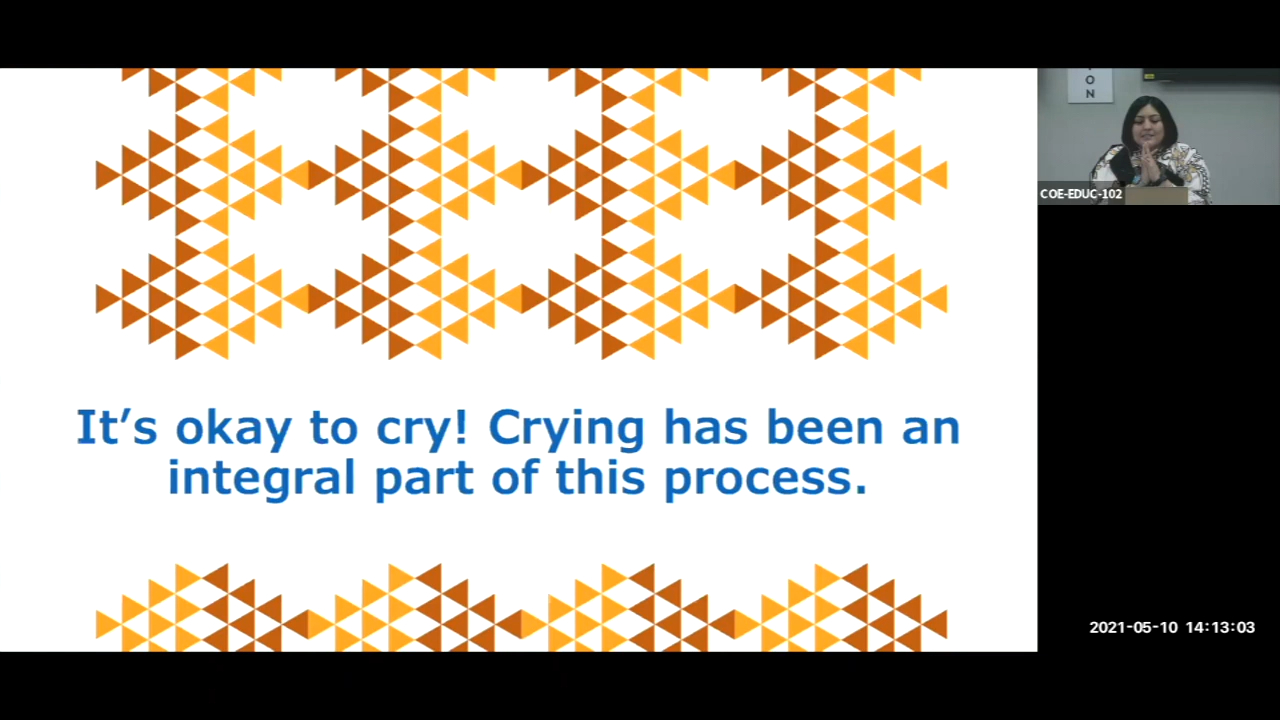 It’s okay to cry! Crying has been an
integral part of this process.
ON
COE-EDUC-102
2021-05-10 14:13:03